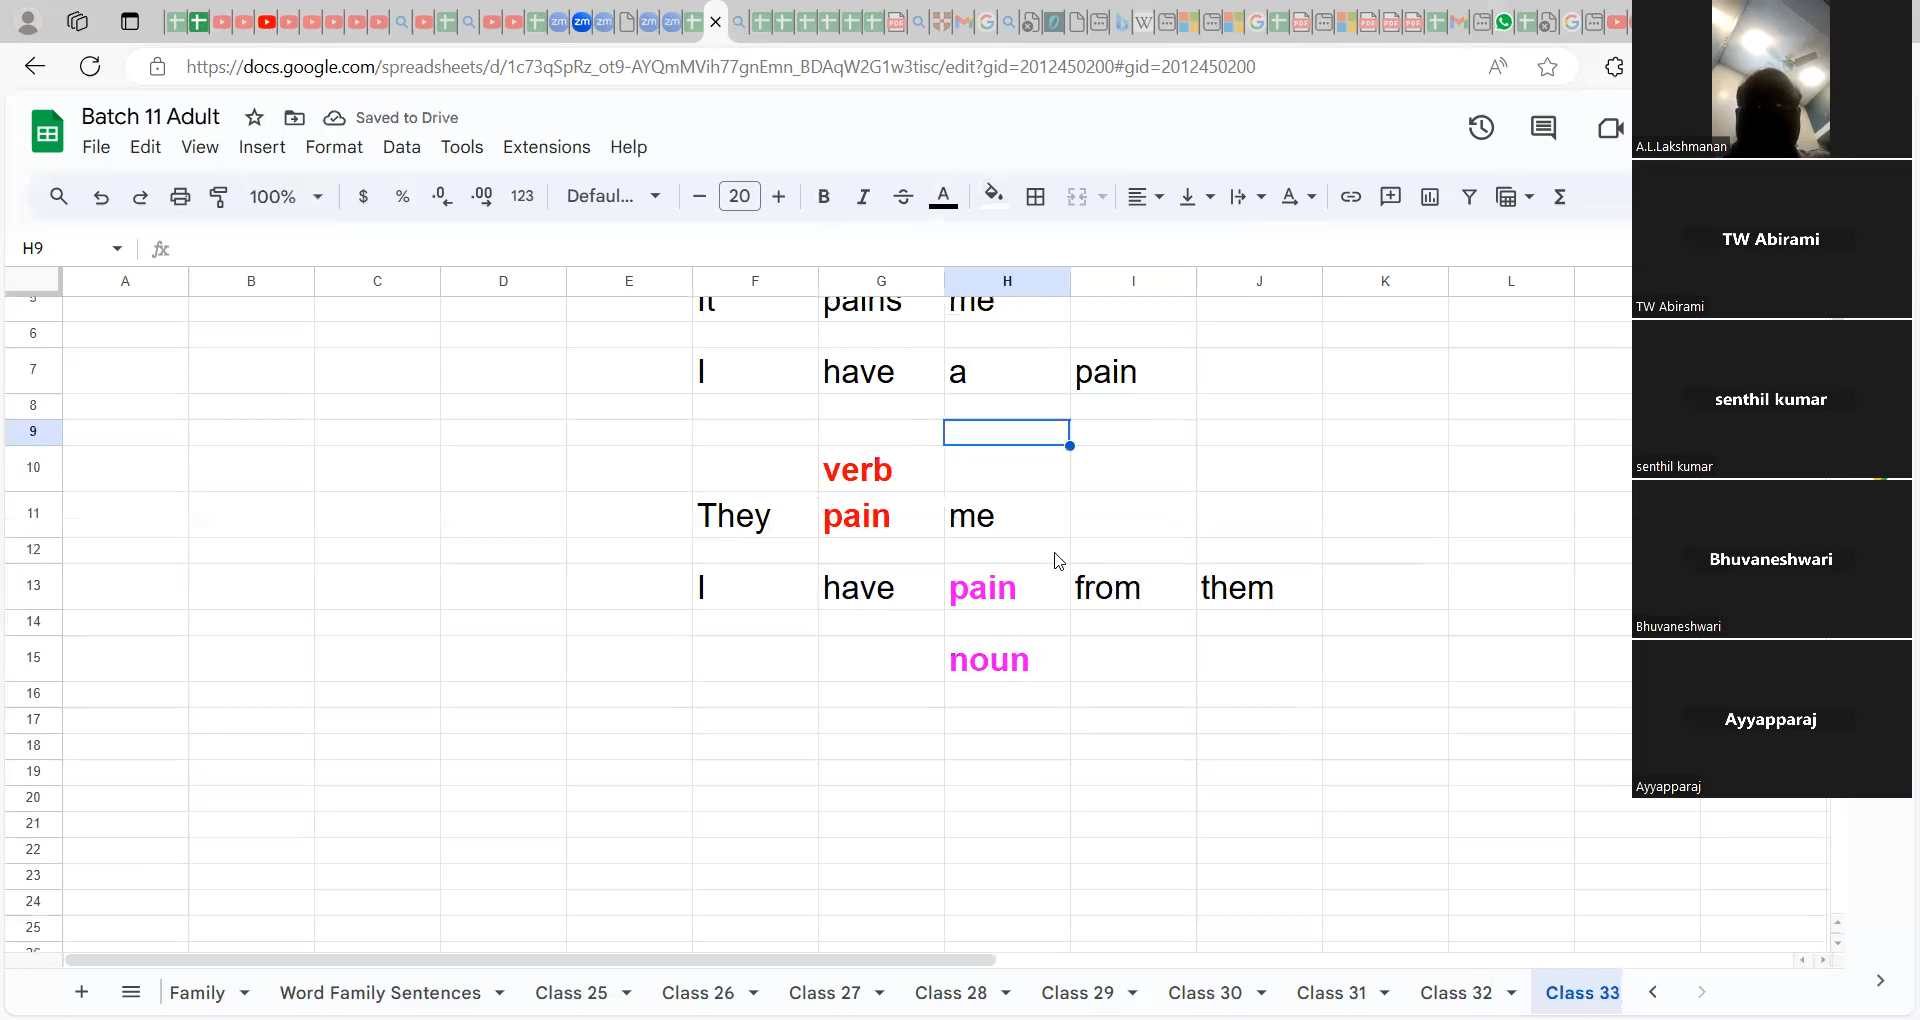 https://docs.google.com/spreadsheets/d/1c73qSpRz_ot9-AYQmMVih77gnEmn_BDAqW2G1w3tisc/edit?gid=2012450200#gid=2012450200
Batch 11 Adult Saved to Drive
File Edit View Insert Format Data Tools Extensions Help
100% $ % .0 .00 123 Defaul... 20 B I A
H9 fx
A B C D E F G H I J K L
5 It pains me
6
7 I have a pain
8
9
10 verb
11 They pain me
12
13 I have pain from them
14
15 noun
16
17
18
19
20
21
22
23
24
25
26
Family Word Family Sentences Class 25 Class 26 Class 27 Class 28 Class 29 Class 30 Class 31 Class 32 Class 33
A.L.Lakshmanan
TW Abirami
TW Abirami
senthil kumar
senthil kumar
Bhuvaneshwari
Bhuvaneshwari
Ayyapparaj
Ayyapparaj